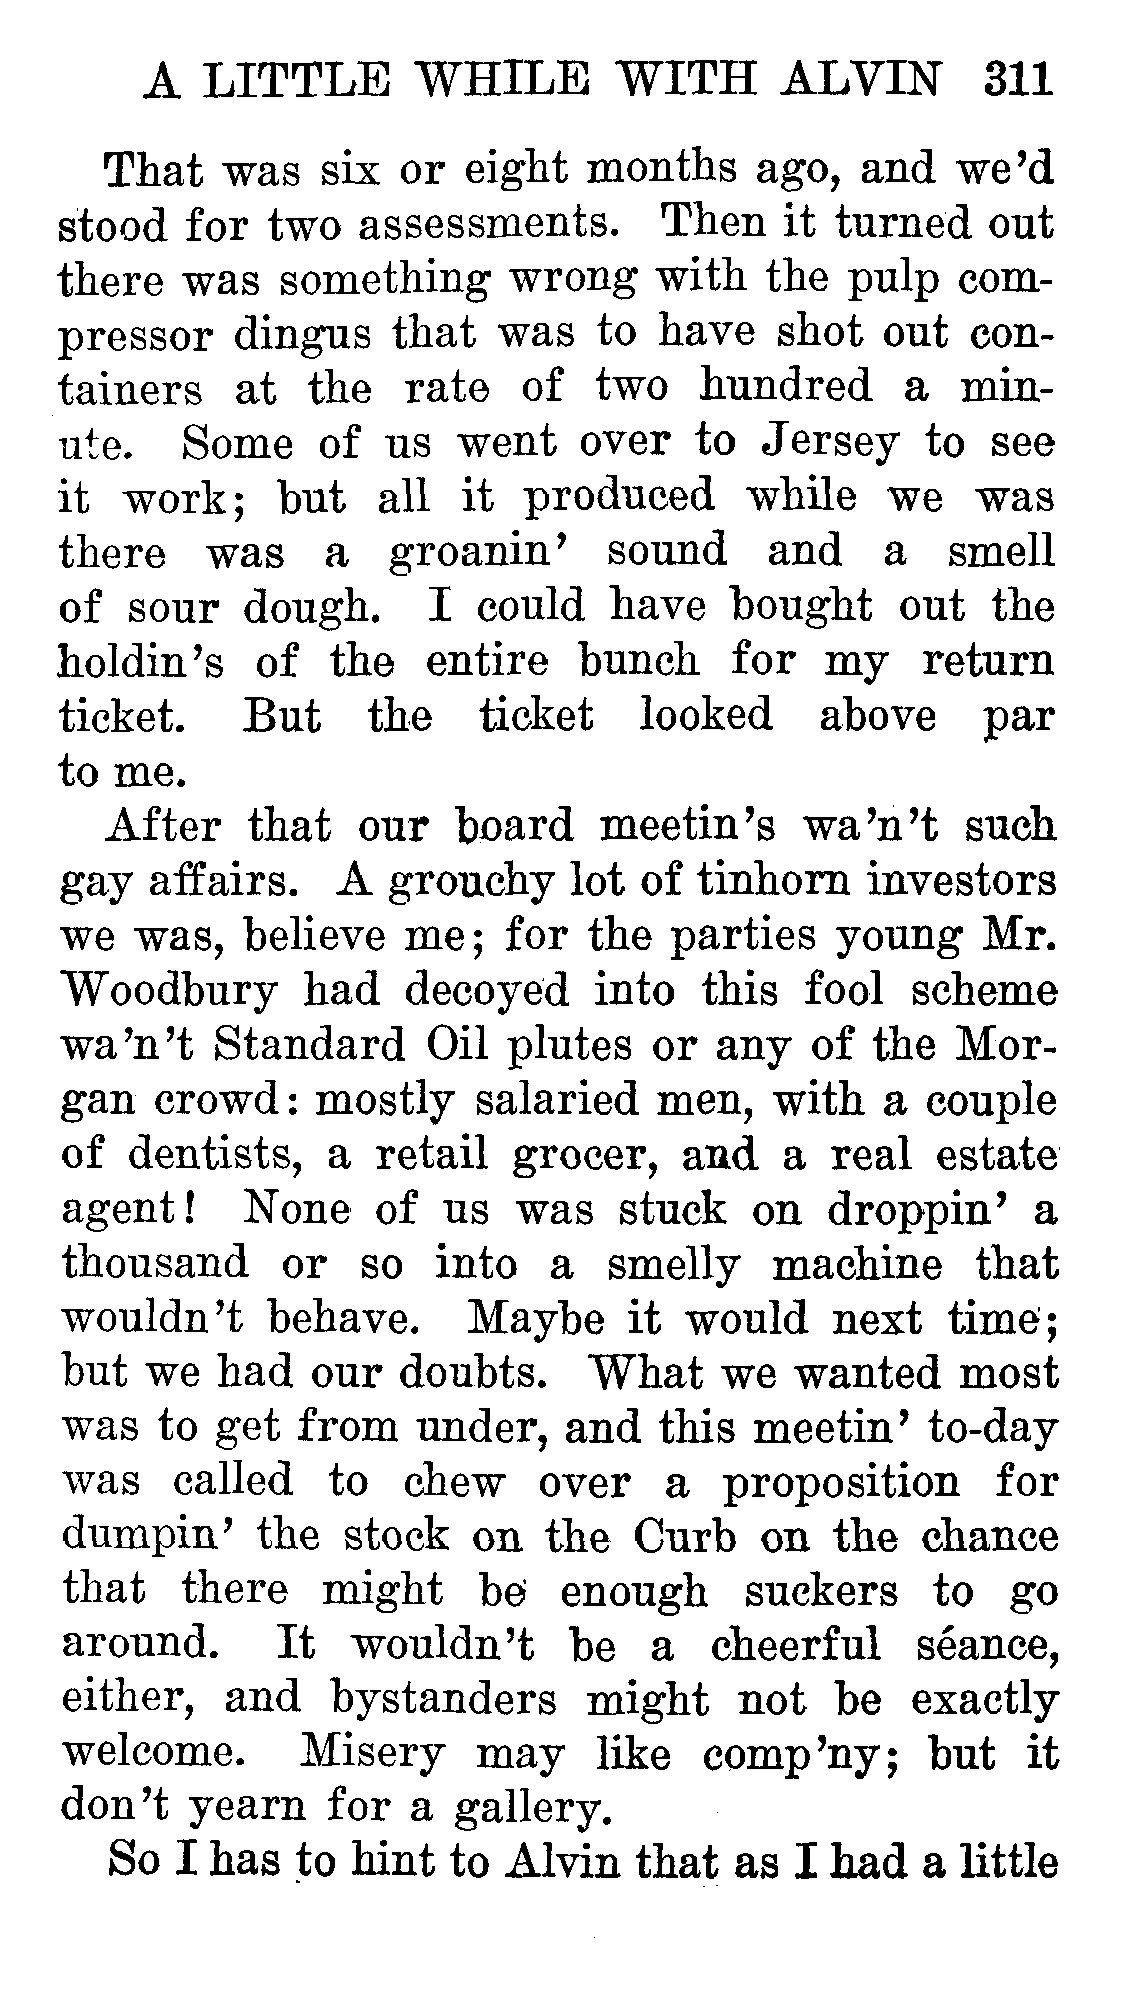 A LITTLE WHILE WITH ALVIN 311
That was six or eight months ago, and we'd
stood for two assessments. Then it turned out
there was something wrong with the pulp com-
pressor dingus that was to have shot out con-
tainers at the rate of two hundred a min-
ute. Some of us went over to Jersey to see
it work; but all it produced while we was
there was a groanin' sound and a smell
of sour dough. I could have bought out the
holdin's of the entire bunch for my return
ticket. But the ticket looked above par
to me.
After that our board meetin's wa'n't such
gay affairs. A grouchy lot of tinhorn investors
we was, believe me; for the parties young Mr.
Woodbury had decoyed into this fool scheme
wa'n't Standard Oil plutes or any of the Mor-
gan crowd: mostly salaried men, with a couple
of dentists, a retail grocer, and a real estate
agent! None of us was stuck on droppin' a
thousand or so into a smelly machine that
wouldn't behave. Maybe it would next time;
but we had our doubts. What we wanted most
was to get from under, and this meetin' to-day
was called to chew over a proposition for
dumpin' the stock on the Curb on the chance
that there might be enough suckers to go
around. It wouldn't be a cheerful séance,
either, and bystanders might not be exactly
welcome. Misery may like comp'ny; but it
don't yearn for a gallery.
So I has to hint to Alvin that as I had a little